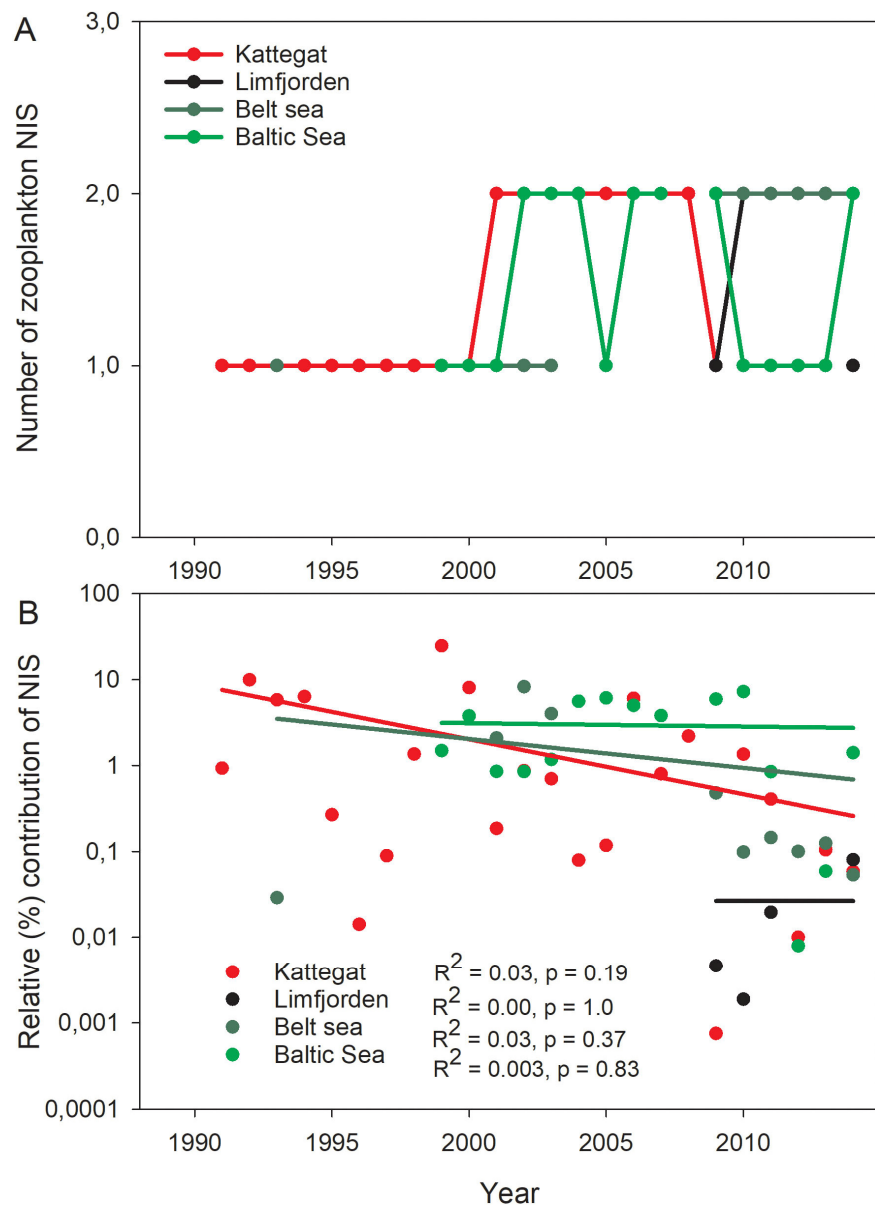 A
3,0
Kattegat
Limfjorden
Belt sea
Baltic Sea
2,0
1,0
0,0
Number of zooplankton NIS
1990 1995 2000 2005 2010
B
100
10
1
0,1
0,01
0,001
0,0001
Relative (%) contribution of NIS
Kattegat R² = 0.03, p = 0.19
Limfjorden R² = 0.00, p = 1.0
Belt sea R² = 0.03, p = 0.37
Baltic Sea R² = 0.003, p = 0.83
1990 1995 2000 2005 2010
Year